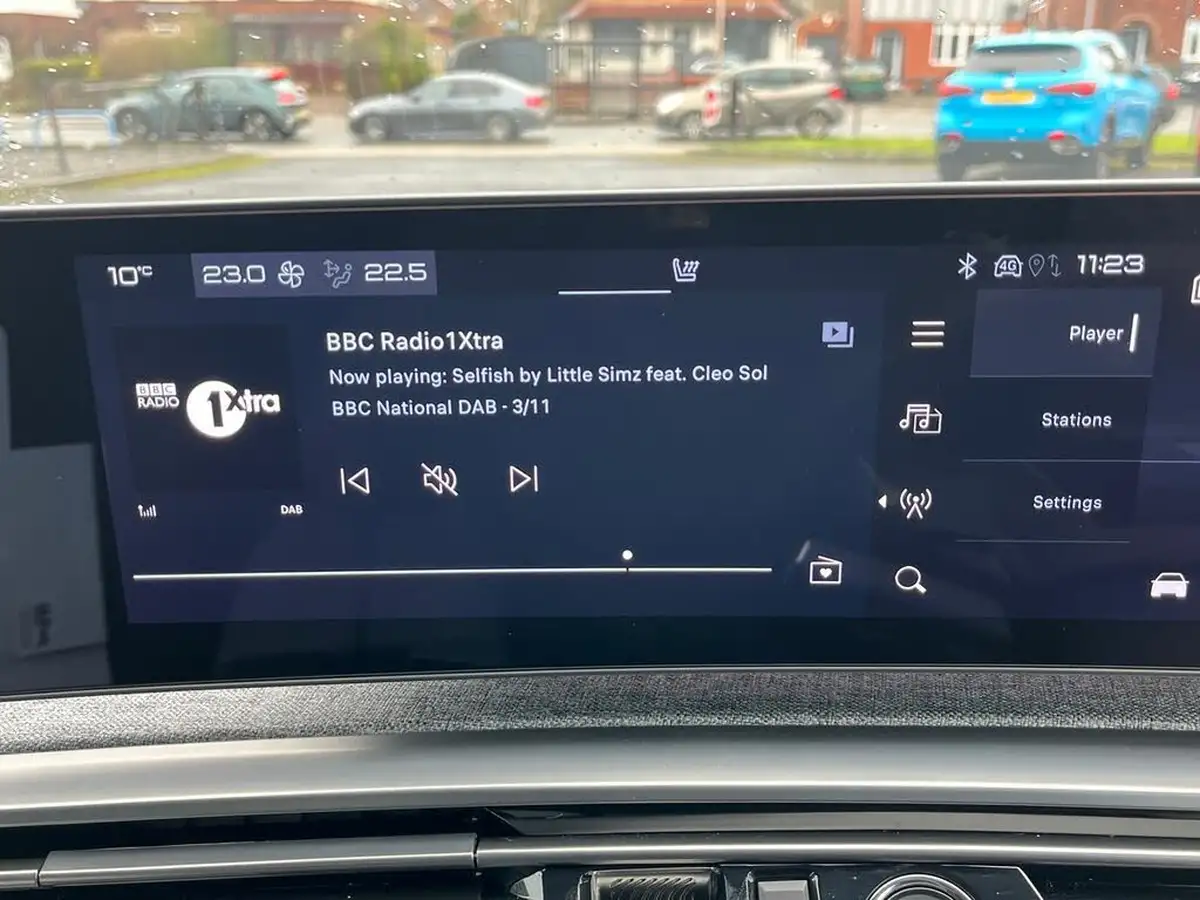 10°C
23.0
22.5
4G
11:23
BBC Radio1Xtra
Now playing: Selfish by Little Simz feat. Cleo Sol
BBC National DAB - 3/11
BBC
RADIO
1Xtra
DAB
Player
Stations
Settings